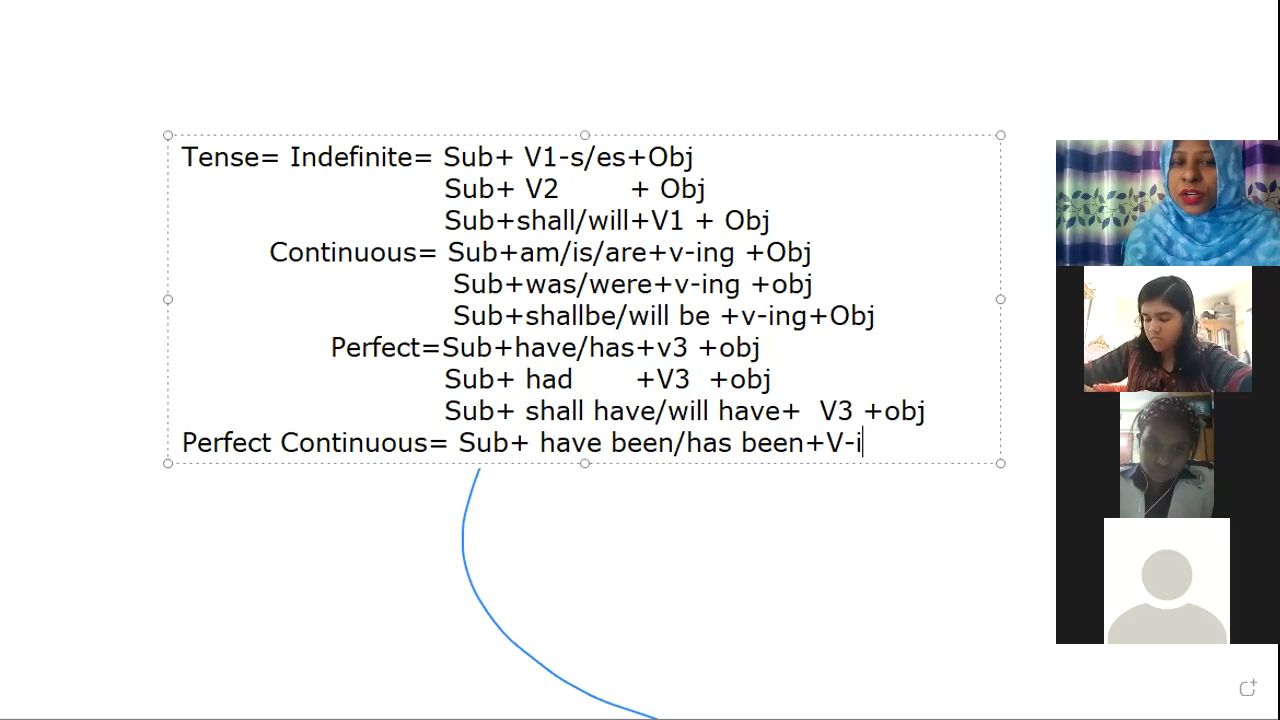 Tense= Indefinite= Sub+ V1-s/es+Obj
Sub+ V2 + Obj
Sub+shall/will+V1 + Obj
Continuous= Sub+am/is/are+v-ing +Obj
Sub+was/were+v-ing +obj
Sub+shallbe/will be +v-ing+Obj
Perfect=Sub+have/has+v3 +obj
Sub+ had +V3 +obj
Sub+ shall have/will have+ V3 +obj
Perfect Continuous= Sub+ have been/has been+V-i